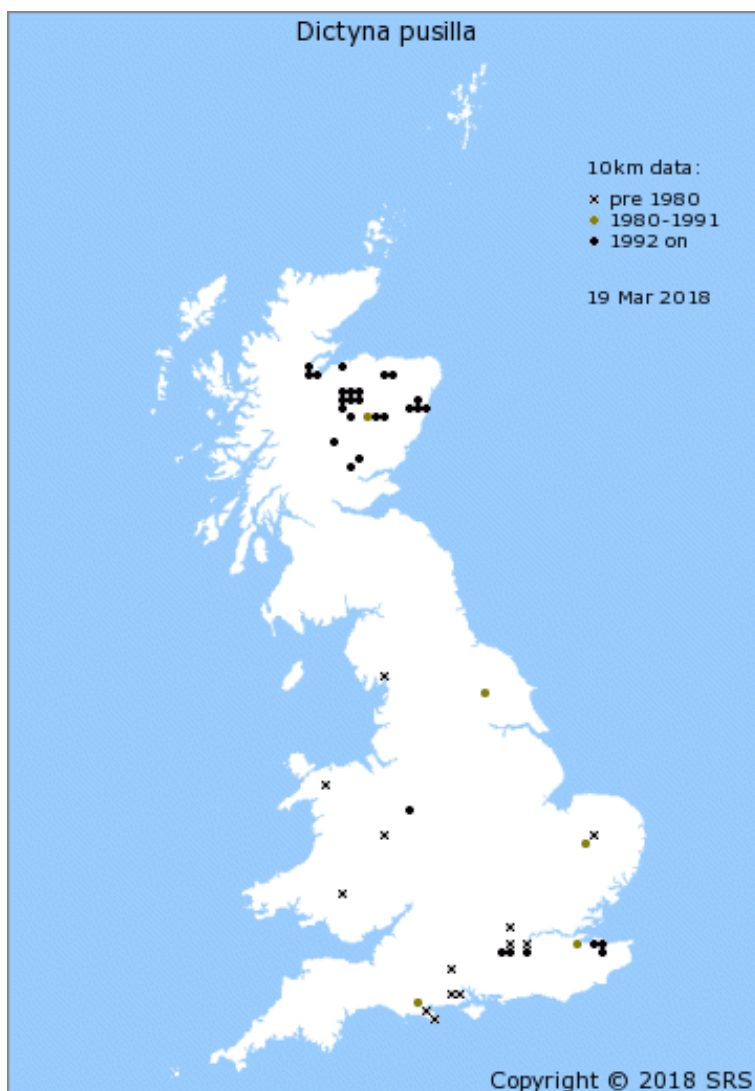 Dictyna pusilla
10km data:
pre 1980
1980-1991
1992 on
19 Mar 2018
Copyright © 2018 SRS